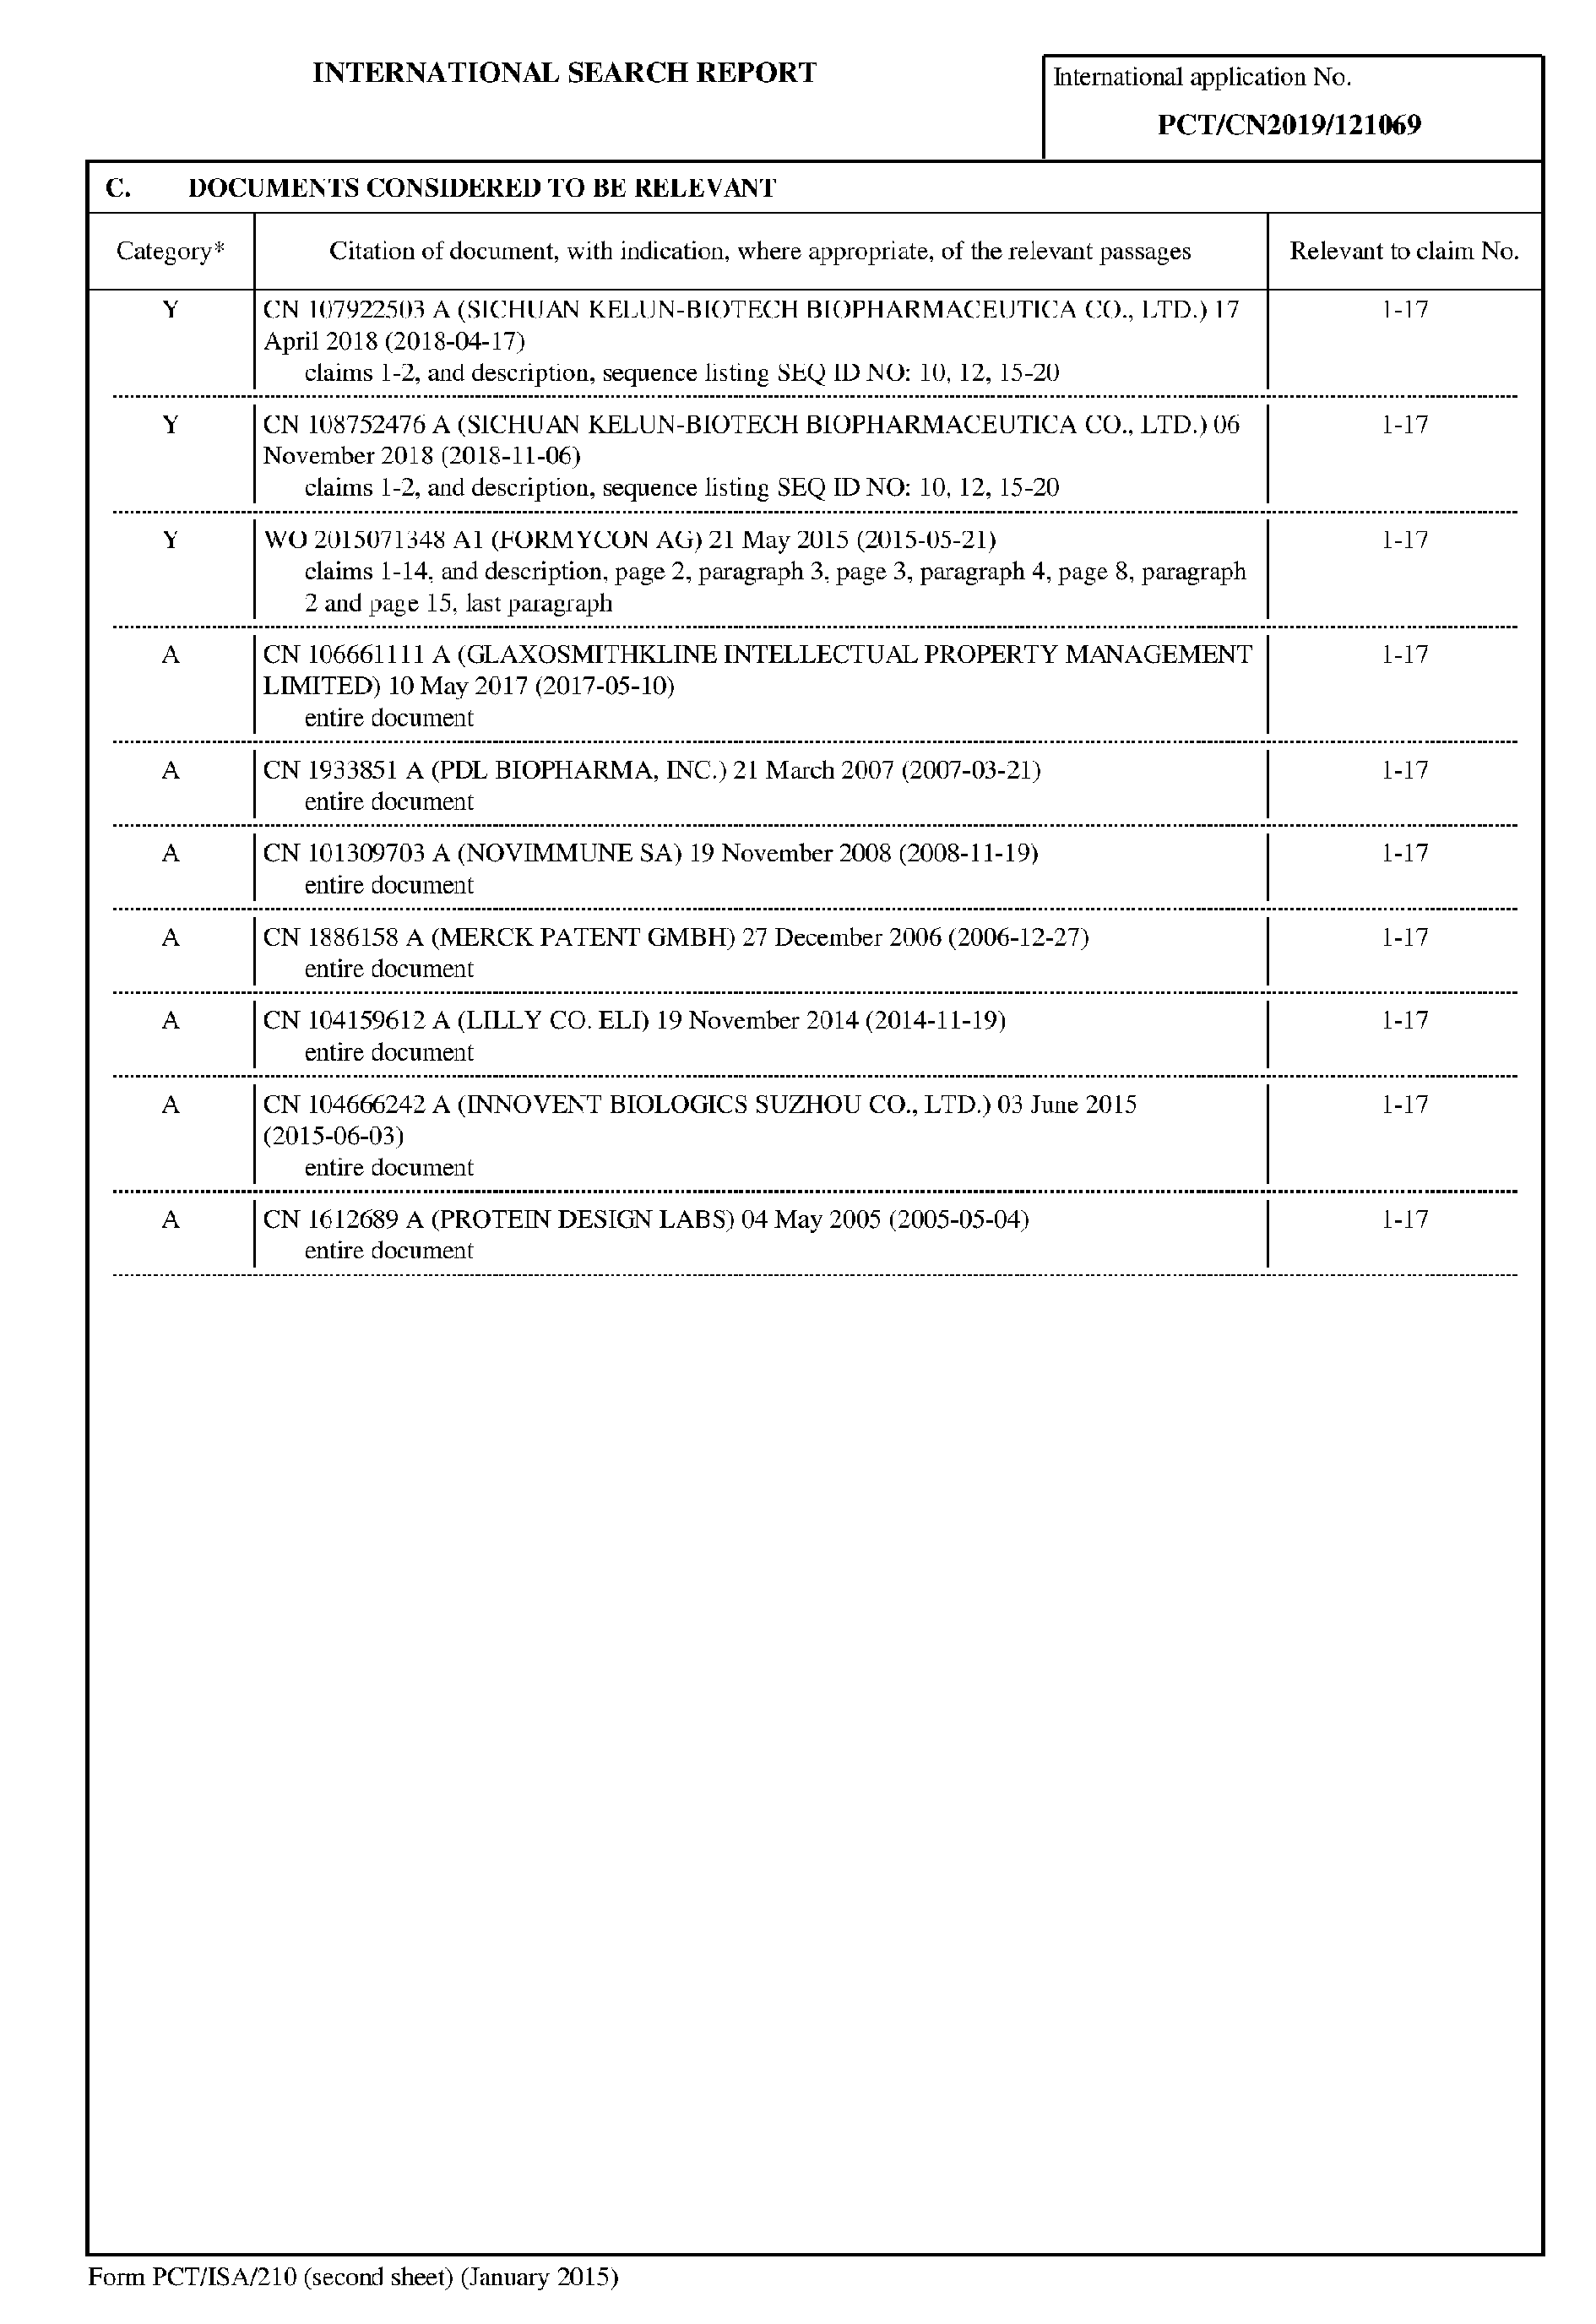 INTERNATIONAL SEARCH REPORT
International application No.
PCT/CN2019/121069
C. DOCUMENTS CONSIDERED TO BE RELEVANT
Category* Citation of document, with indication, where appropriate, of the relevant passages Relevant to claim No.
Y CN 107922503 A (SICHUAN KELUN-BIOTECH BIOPHARMACEUTICA CO., LTD.) 17 1-17
April 2018 (2018-04-17)
claims 1-2, and description, sequence listing SEQ ID NO: 10, 12, 15-20
Y CN 108752476 A (SICHUAN KELUN-BIOTECH BIOPHARMACEUTICA CO., LTD.) 06 1-17
November 2018 (2018-11-06)
claims 1-2, and description, sequence listing SEQ ID NO: 10, 12, 15-20
Y WO 2015071348 A1 (FORMYCON AG) 21 May 2015 (2015-05-21) 1-17
claims 1-14, and description, page 2, paragraph 3, page 3, paragraph 4, page 8, paragraph
2 and page 15, last paragraph
A CN 106661111 A (GLAXOSMITHKLINE INTELLECTUAL PROPERTY MANAGEMENT 1-17
LIMITED) 10 May 2017 (2017-05-10)
entire document
A CN 1933851 A (PDL BIOPHARMA, INC.) 21 March 2007 (2007-03-21) 1-17
entire document
A CN 101309703 A (NOVIMMUNE SA) 19 November 2008 (2008-11-19) 1-17
entire document
A CN 1886158 A (MERCK PATENT GMBH) 27 December 2006 (2006-12-27) 1-17
entire document
A CN 104159612 A (LILLY CO. ELI) 19 November 2014 (2014-11-19) 1-17
entire document
A CN 104666242 A (INNOVENT BIOLOGICS SUZHOU CO., LTD.) 03 June 2015 1-17
(2015-06-03)
entire document
A CN 1612689 A (PROTEIN DESIGN LABS) 04 May 2005 (2005-05-04) 1-17
entire document
Form PCT/ISA/210 (second sheet) (January 2015)